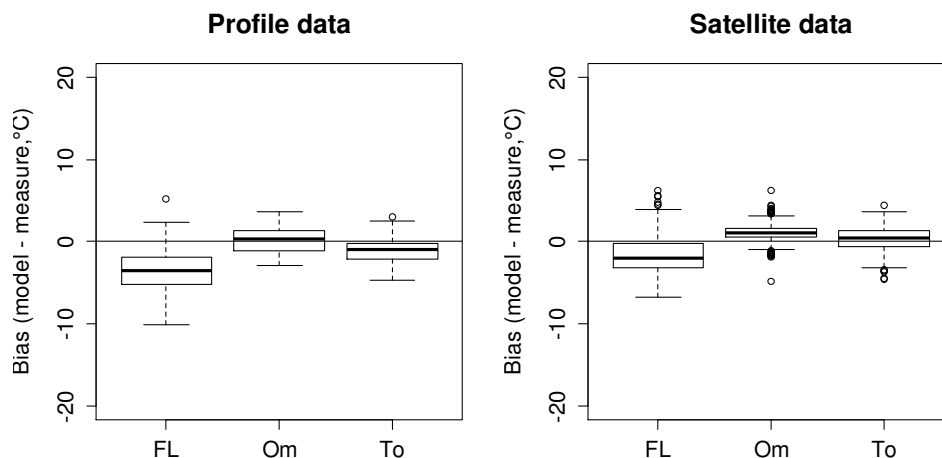 Profile data
Bias (model - measure,°C)
20
10
0
-10
-20
FL Om To
Satellite data
Bias (model - measure,°C)
20
10
0
-10
-20
FL Om To